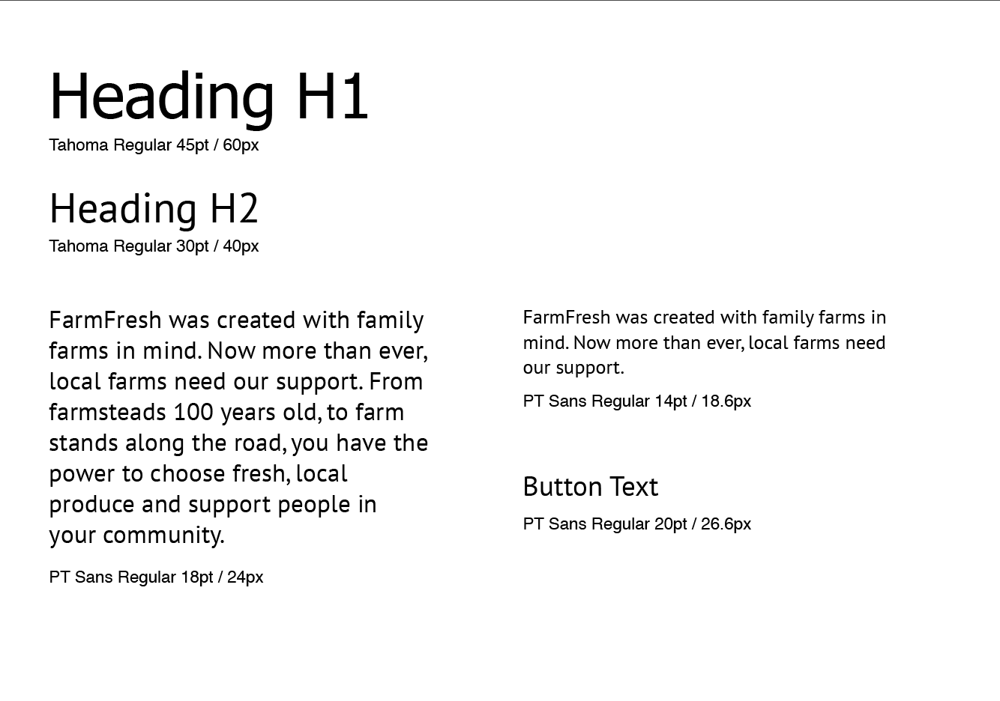 Heading H1
Tahoma Regular 45pt / 60px
Heading H2
Tahoma Regular 30pt / 40px
FarmFresh was created with family
farms in mind. Now more than ever,
local farms need our support. From
farmsteads 100 years old, to farm
stands along the road, you have the
power to choose fresh, local
produce and support people in
your community.
PT Sans Regular 18pt / 24px
FarmFresh was created with family farms in
mind. Now more than ever, local farms need
our support.
PT Sans Regular 14pt / 18.6px
Button Text
PT Sans Regular 20pt / 26.6px